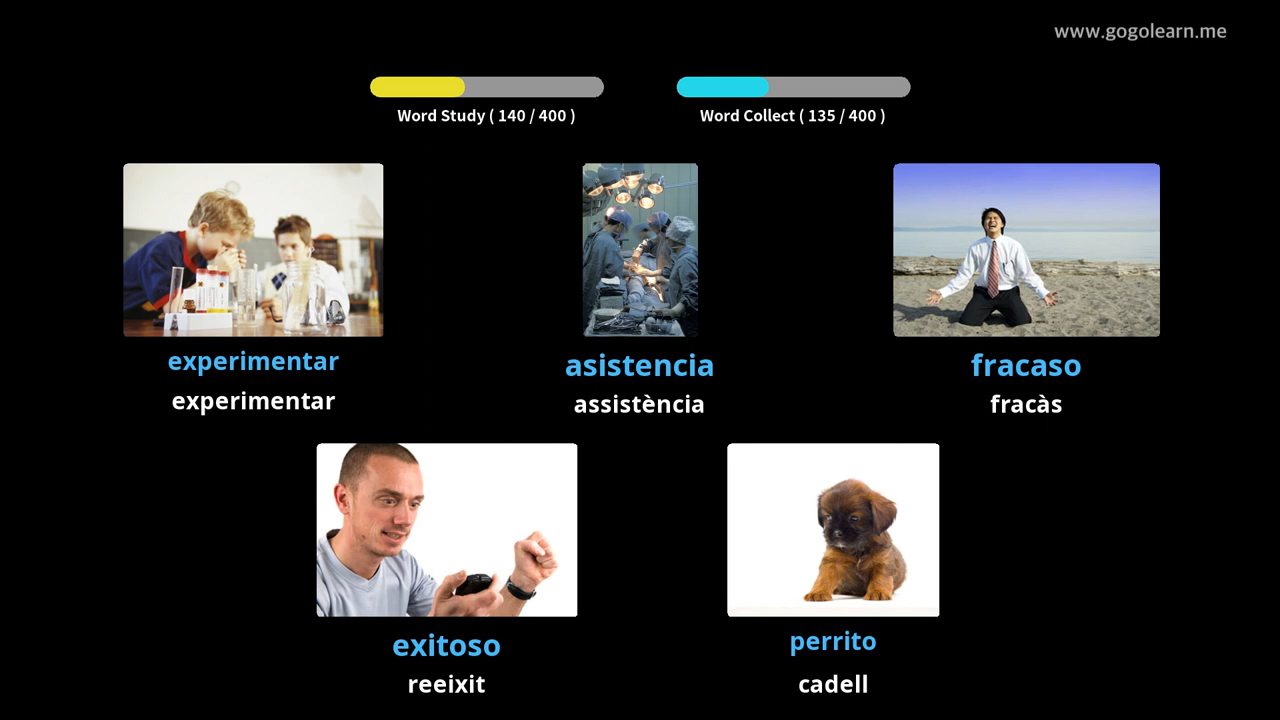 www.gogolearn.me
Word Study ( 140 / 400 )
Word Collect ( 135 / 400 )
experimentar
experimentar
asistencia
assistència
fracaso
fracàs
exitoso
reeixit
perrito
cadell